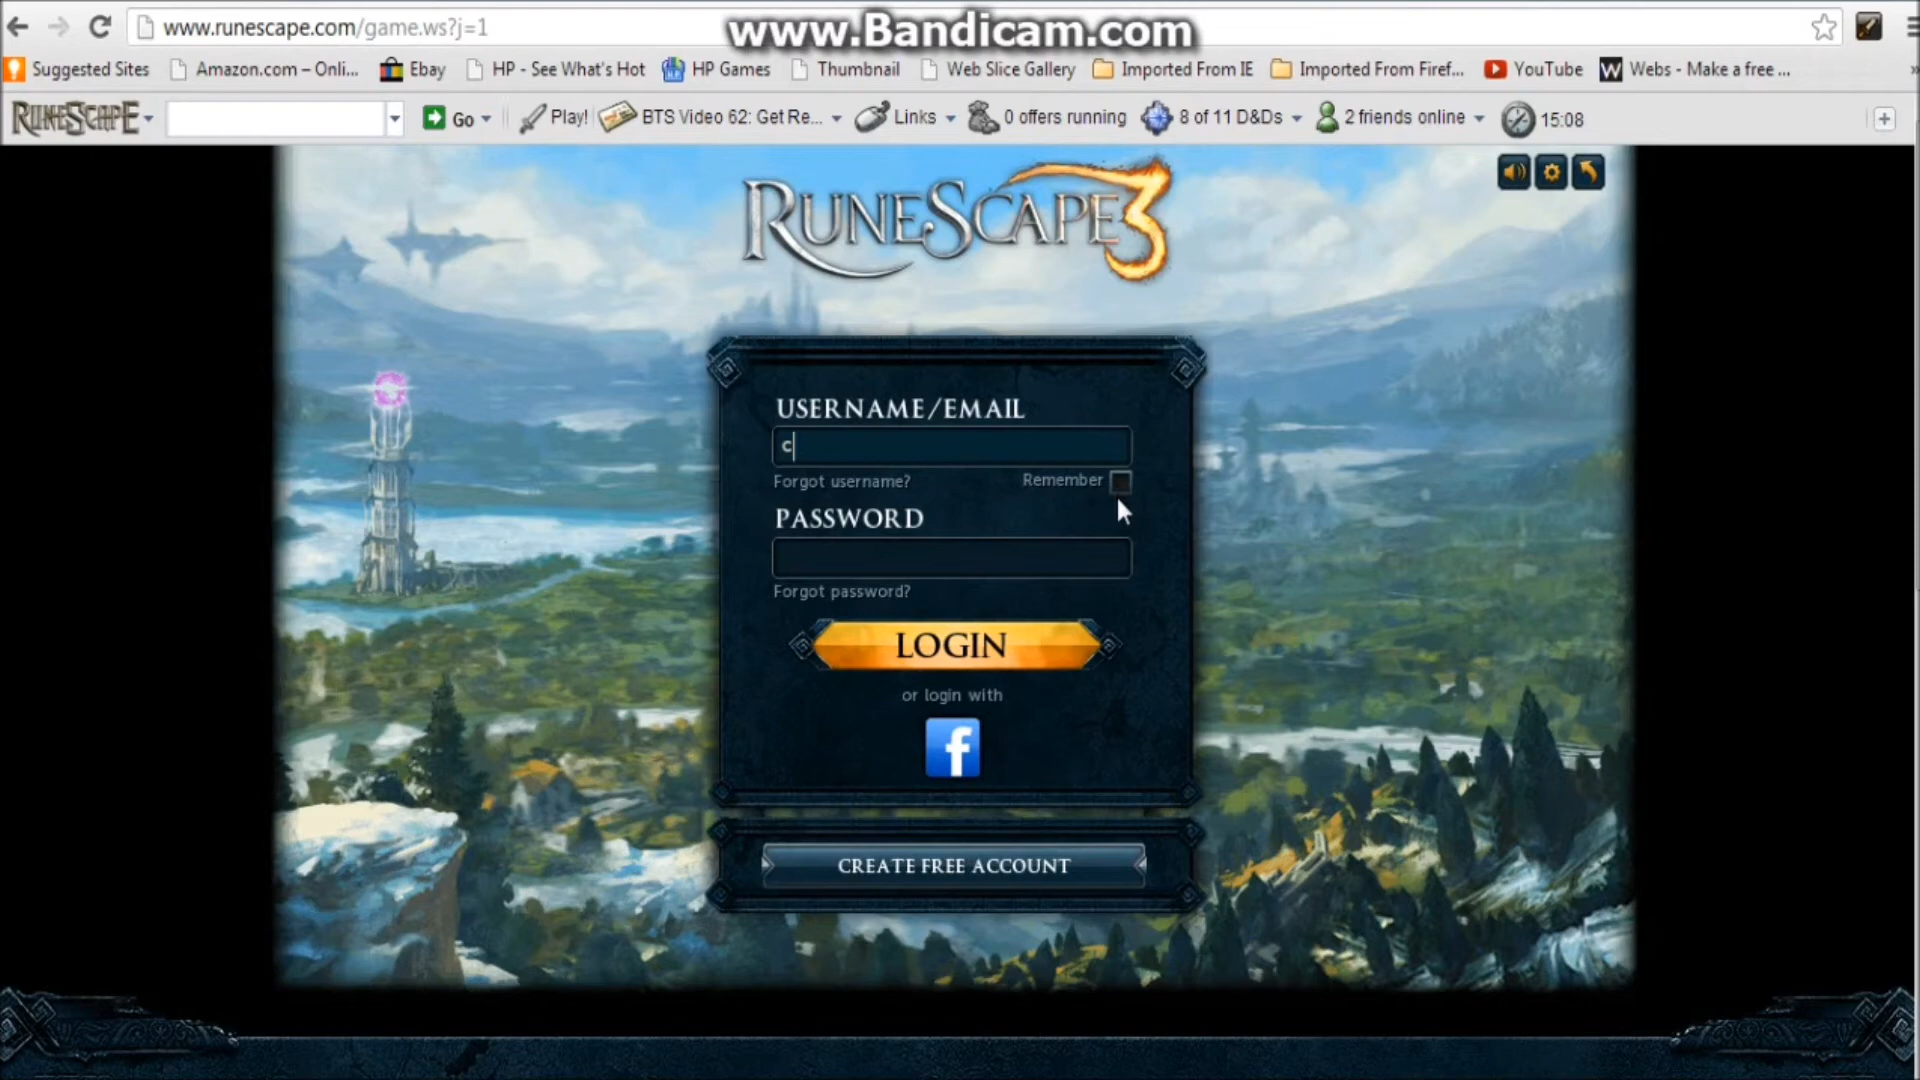 www.runescape.com/game.ws?j=1
www.Bandicam.com
Suggested Sites
Amazon.com – Onli...
Ebay
HP - See What's Hot
HP Games
Thumbnail
Web Slice Gallery
Imported From IE
Imported From Firef...
YouTube
W
Webs - Make a free ...
»
RUNESCAPE
Go
Play!
BTS Video 62: Get Re...
Links
0 offers running
8 of 11 D&Ds
2 friends online
15:08
RUNESCAPE 3
USERNAME/EMAIL
c
Forgot username?
Remember
PASSWORD
Forgot password?
LOGIN
or login with
f
CREATE FREE ACCOUNT